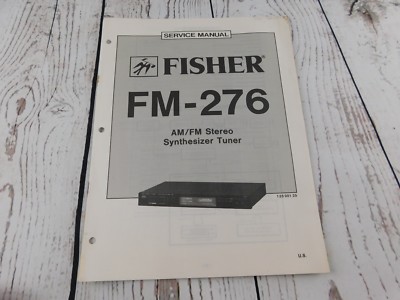 SERVICE MANUAL
FISHER®
FM-276
AM/FM Stereo
Synthesizer Tuner
U.S.